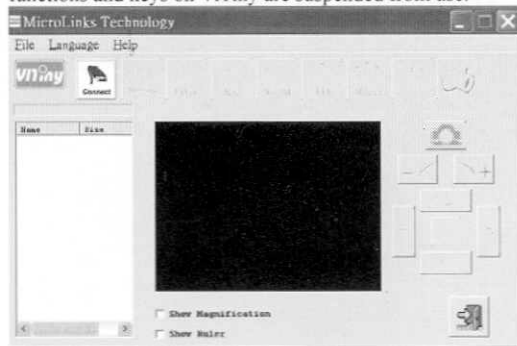 functions and keys on ViTiny are suspended from use.
MicroLinks Technology
File Language Help
ViTiny
Connect
Name Size
Show Magnification
Show Ruler